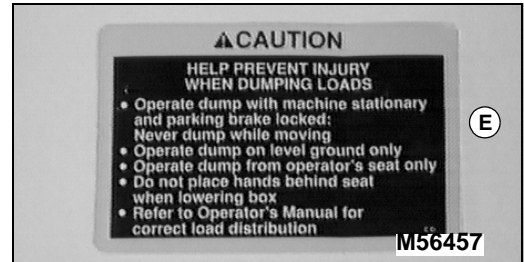 CAUTION
HELP PREVENT INJURY
WHEN DUMPING LOADS
• Operate dump with machine stationary
and parking brake locked:
Never dump while moving
• Operate dump on level ground only
• Operate dump from operator's seat only
• Do not place hands behind seat
when lowering box
• Refer to Operator's Manual for
correct load distribution
E
M56457